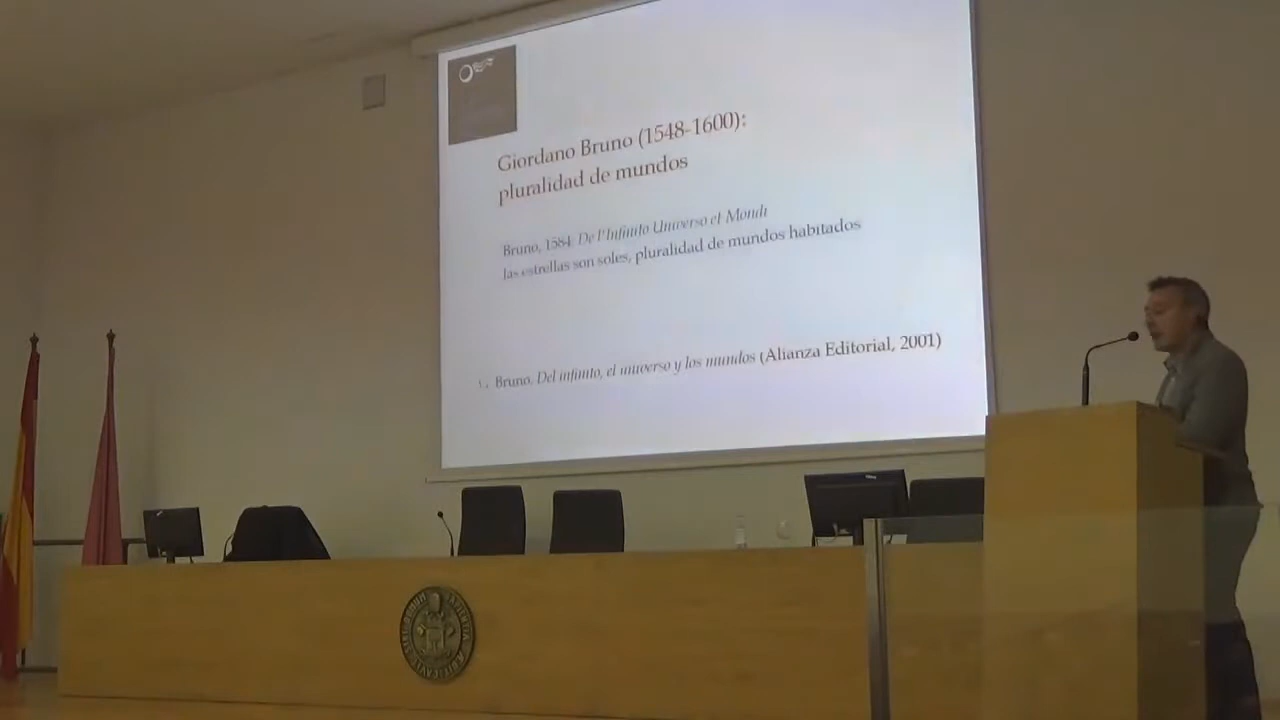 Giordano Bruno (1548-1600):
pluralidad de mundos
Bruno, 1584: De l'Infinito Universo et Mondi
las estrellas son soles, pluralidad de mundos habitados
Bruno, Del infinito, el universo y los mundos (Alianza Editorial, 2001)